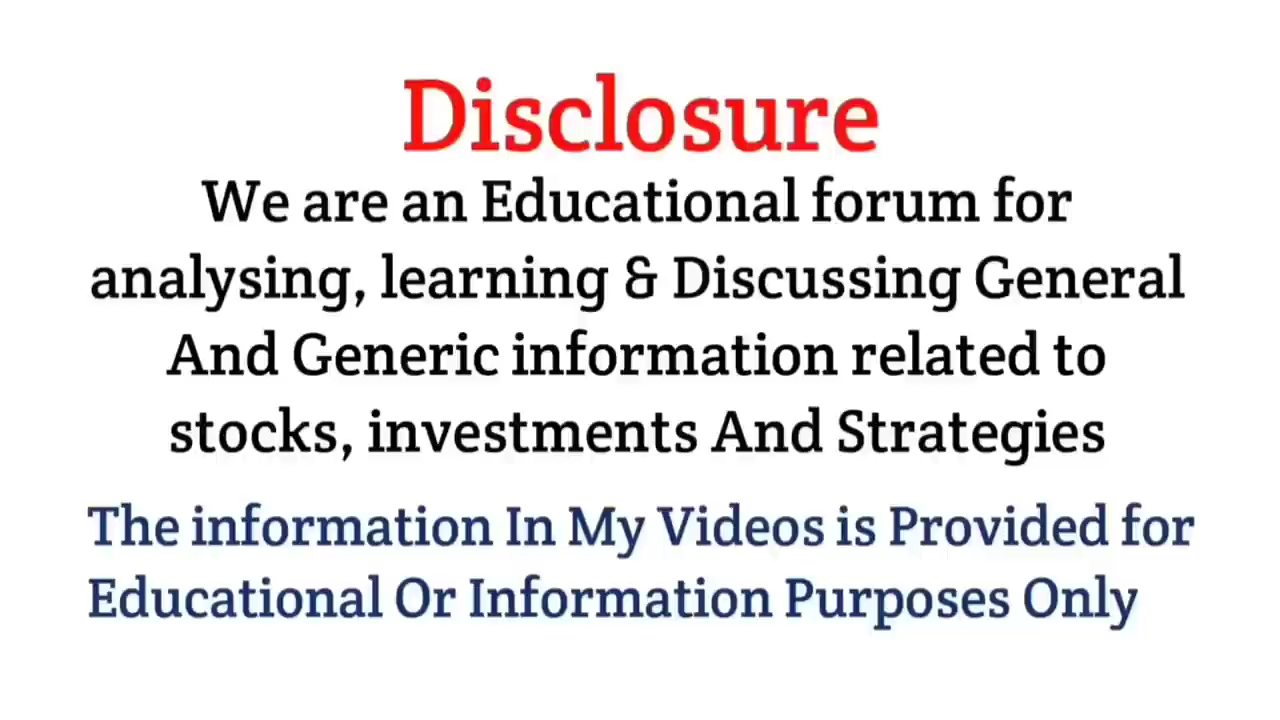 Disclosure
We are an Educational forum for
analysing, learning & Discussing General
And Generic information related to
stocks, investments And Strategies
The information In My Videos is Provided for
Educational Or Information Purposes Only